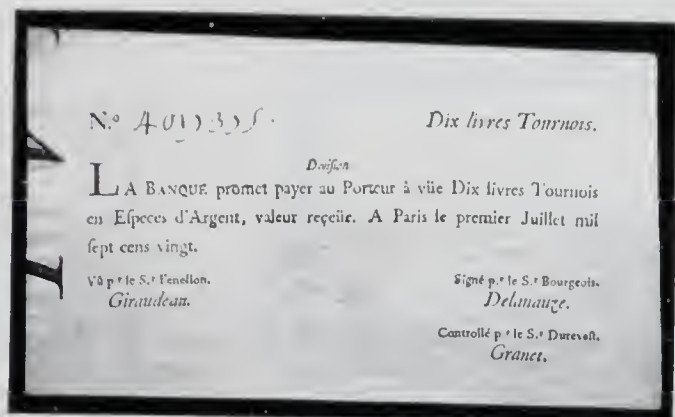 N.º Dix livres Tournois.
Division
LA BANQUE promet payer au Porteur à vüe Dix livres Tournois
en Eſpeces d'Argent, valeur reçeüe. A Paris le premier Juillet mil
ſept cens vingt.
Vû p.r le S.r Fenellon. Signé p.r le S.r Bourgeois.
Giraudeau. Delanauze.
Controllé p.r le S.r Durevest.
Granet.